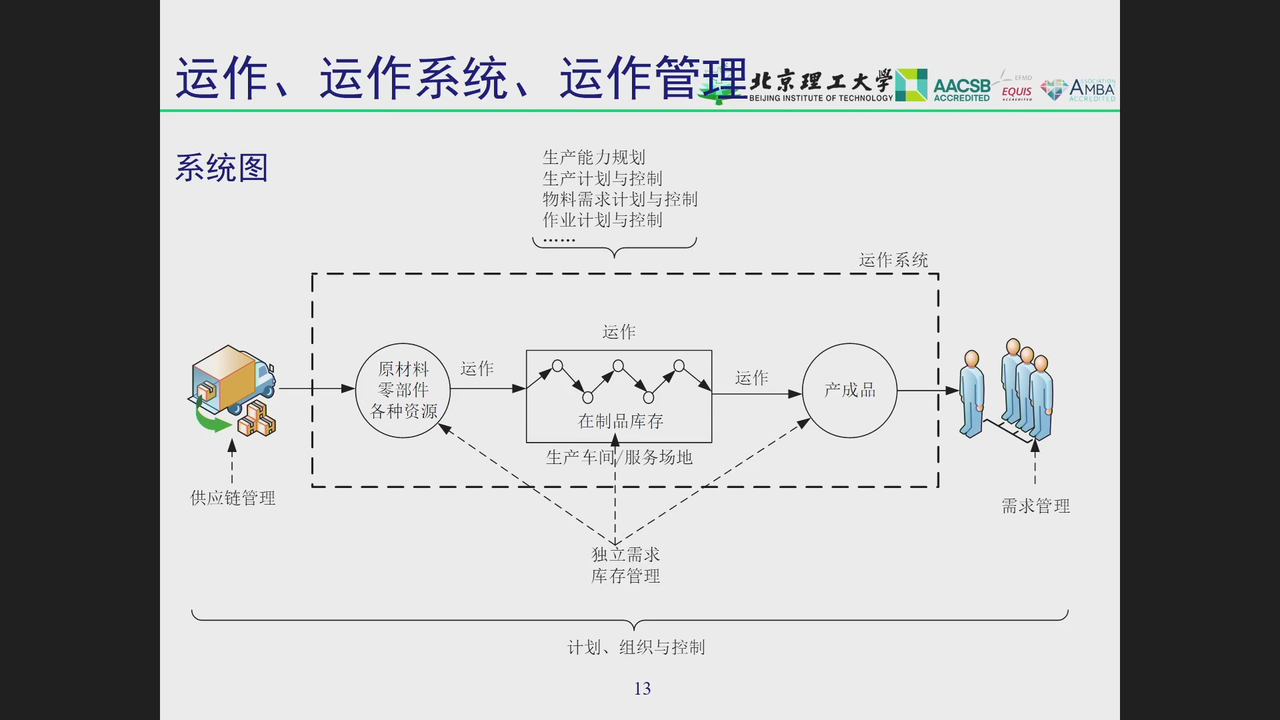 运作、运作系统、运作管理
北京理工大学
BEIJING INSTITUTE OF TECHNOLOGY
AACSB
ACCREDITED
EFMD
EQUIS
ACCREDITED
ASSOCIATION
AMBA
ACCREDITED
系统图
生产能力规划
生产计划与控制
物料需求计划与控制
作业计划与控制
……
运作系统
运作
原材料
零部件
各种资源
运作
在制品库存
运作
产成品
生产车间/服务场地
供应链管理
需求管理
独立需求
库存管理
计划、组织与控制
13